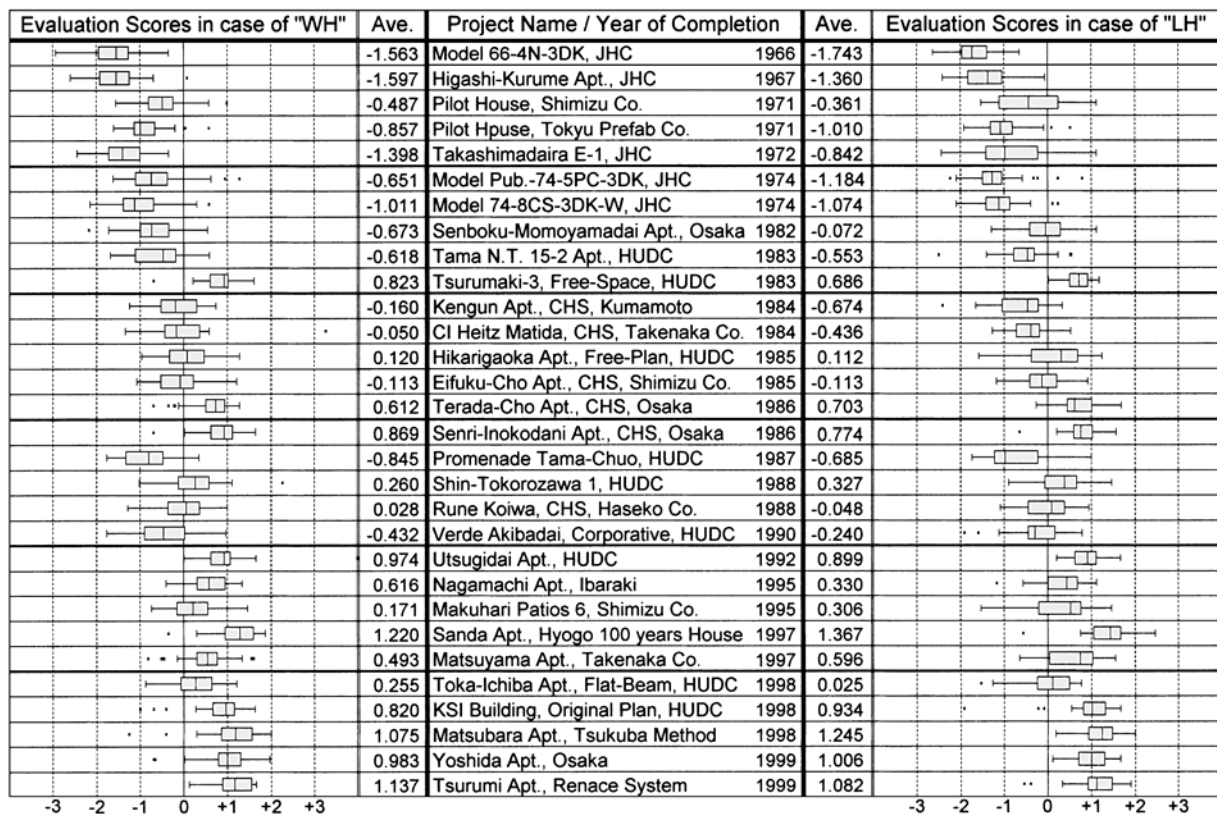 Evaluation Scores in case of "WH" Ave. Project Name / Year of Completion Ave. Evaluation Scores in case of "LH"
-1.563 Model 66-4N-3DK, JHC 1966 -1.743
-1.597 Higashi-Kurume Apt., JHC 1967 -1.360
-0.487 Pilot House, Shimizu Co. 1971 -0.361
-0.857 Pilot Hpuse, Tokyu Prefab Co. 1971 -1.010
-1.398 Takashimadaira E-1, JHC 1972 -0.842
-0.651 Model Pub.-74-5PC-3DK, JHC 1974 -1.184
-1.011 Model 74-8CS-3DK-W, JHC 1974 -1.074
-0.673 Senboku-Momoyamadai Apt., Osaka 1982 -0.072
-0.618 Tama N.T. 15-2 Apt., HUDC 1983 -0.553
0.823 Tsurumaki-3, Free-Space, HUDC 1983 0.686
-0.160 Kengun Apt., CHS, Kumamoto 1984 -0.674
-0.050 CI Heitz Matida, CHS, Takenaka Co. 1984 -0.436
0.120 Hikarigaoka Apt., Free-Plan, HUDC 1985 0.112
-0.113 Eifuku-Cho Apt., CHS, Shimizu Co. 1985 -0.113
0.612 Terada-Cho Apt., CHS, Osaka 1986 0.703
0.869 Senri-Inokodani Apt., CHS, Osaka 1986 0.774
-0.845 Promenade Tama-Chuo, HUDC 1987 -0.685
0.260 Shin-Tokorozawa 1, HUDC 1988 0.327
0.028 Rune Koiwa, CHS, Haseko Co. 1988 -0.048
-0.432 Verde Akibadai, Corporative, HUDC 1990 -0.240
0.974 Utsugidai Apt., HUDC 1992 0.899
0.616 Nagamachi Apt., Ibaraki 1995 0.330
0.171 Makuhari Patios 6, Shimizu Co. 1995 0.306
1.220 Sanda Apt., Hyogo 100 years House 1997 1.367
0.493 Matsuyama Apt., Takenaka Co. 1997 0.596
0.255 Toka-Ichiba Apt., Flat-Beam, HUDC 1998 0.025
0.820 KSI Building, Original Plan, HUDC 1998 0.934
1.075 Matsubara Apt., Tsukuba Method 1998 1.245
0.983 Yoshida Apt., Osaka 1999 1.006
1.137 Tsurumi Apt., Renace System 1999 1.082
-3 -2 -1 0 +1 +2 +3 -3 -2 -1 0 +1 +2 +3